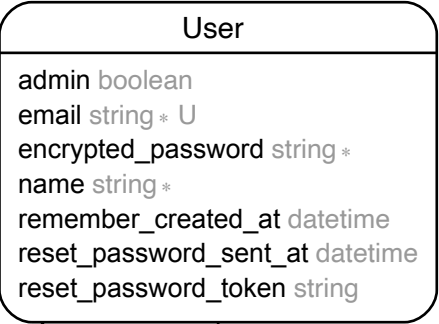 User
admin boolean
email string * U
encrypted_password string *
name string *
remember_created_at datetime
reset_password_sent_at datetime
reset_password_token string